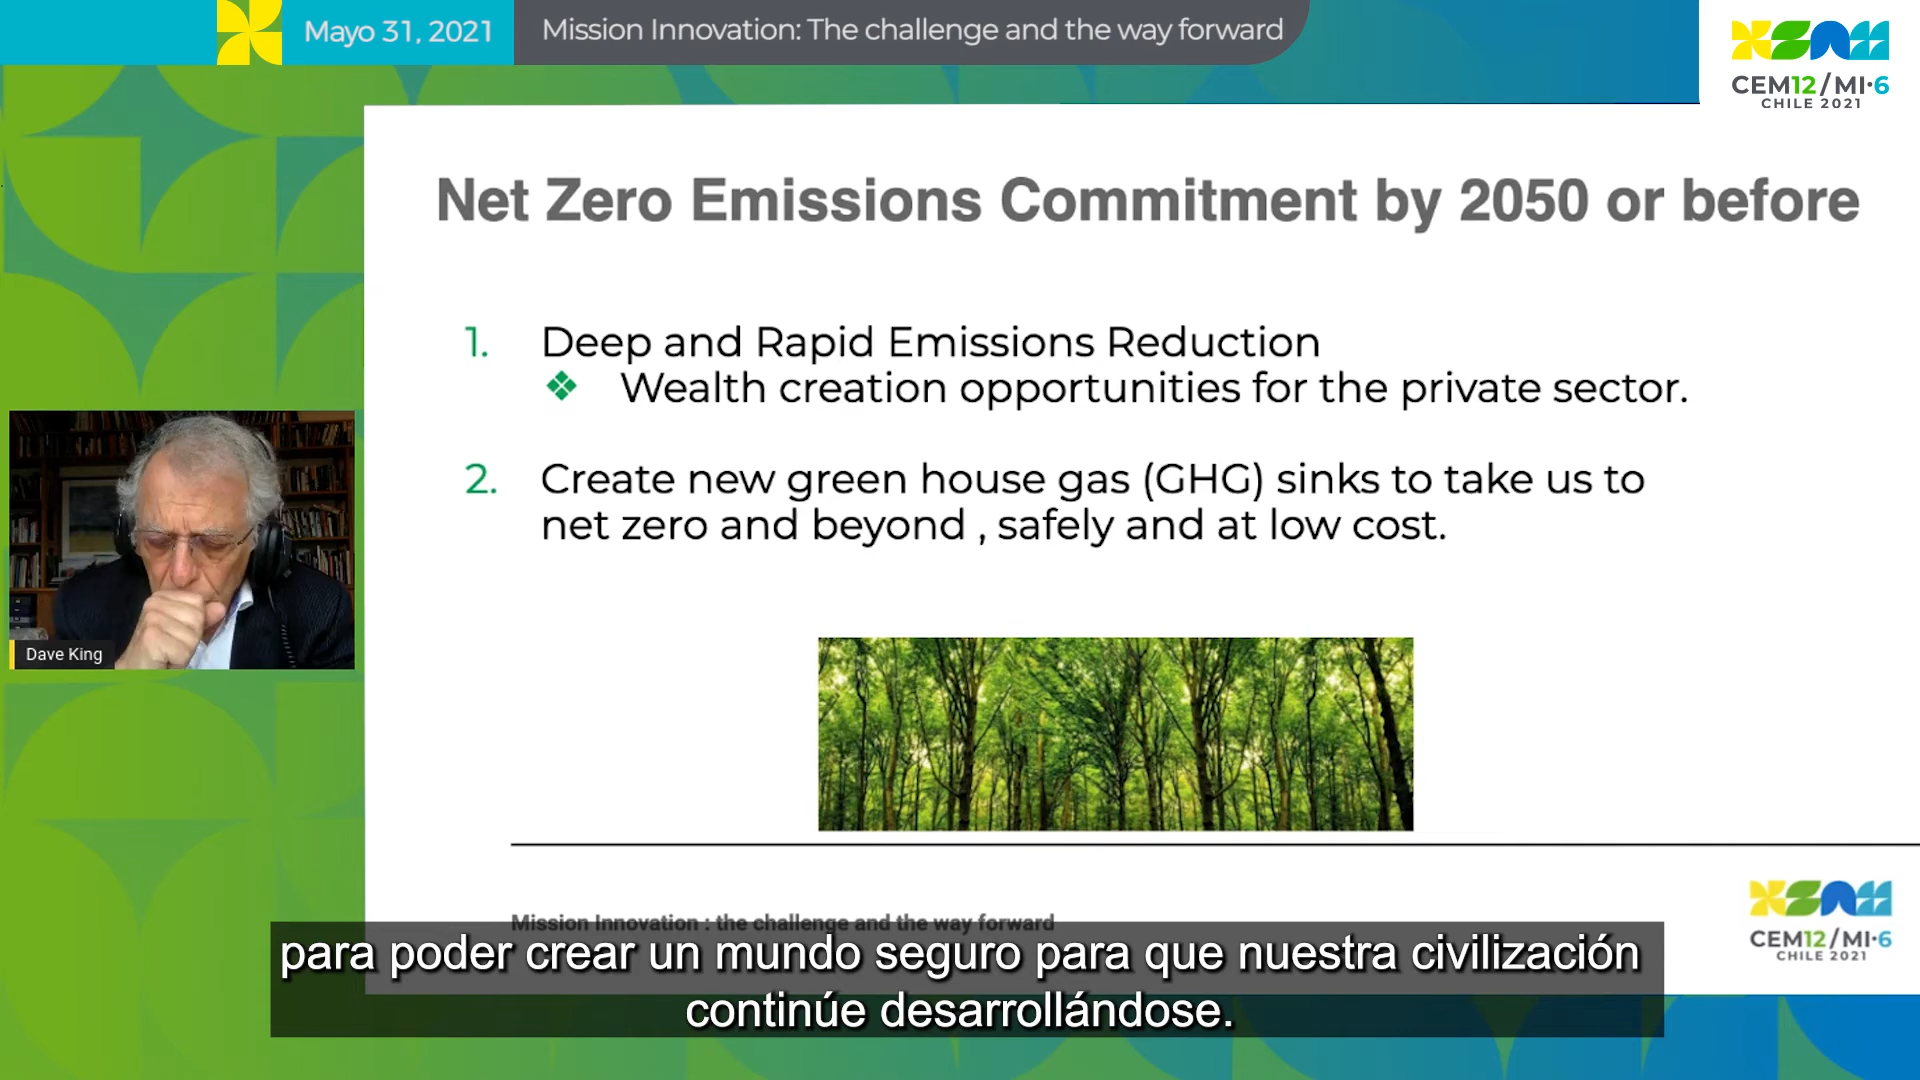 Mayo 31, 2021
Mission Innovation: The challenge and the way forward
CEM12/MI·6
CHILE 2021
Net Zero Emissions Commitment by 2050 or before
1. Deep and Rapid Emissions Reduction
❖ Wealth creation opportunities for the private sector.
2. Create new green house gas (GHG) sinks to take us to
net zero and beyond , safely and at low cost.
Dave King
Mission Innovation : the challenge and the way forward
CEM12/MI·6
CHILE 2021
para poder crear un mundo seguro para que nuestra civilización
continúe desarrollándose.